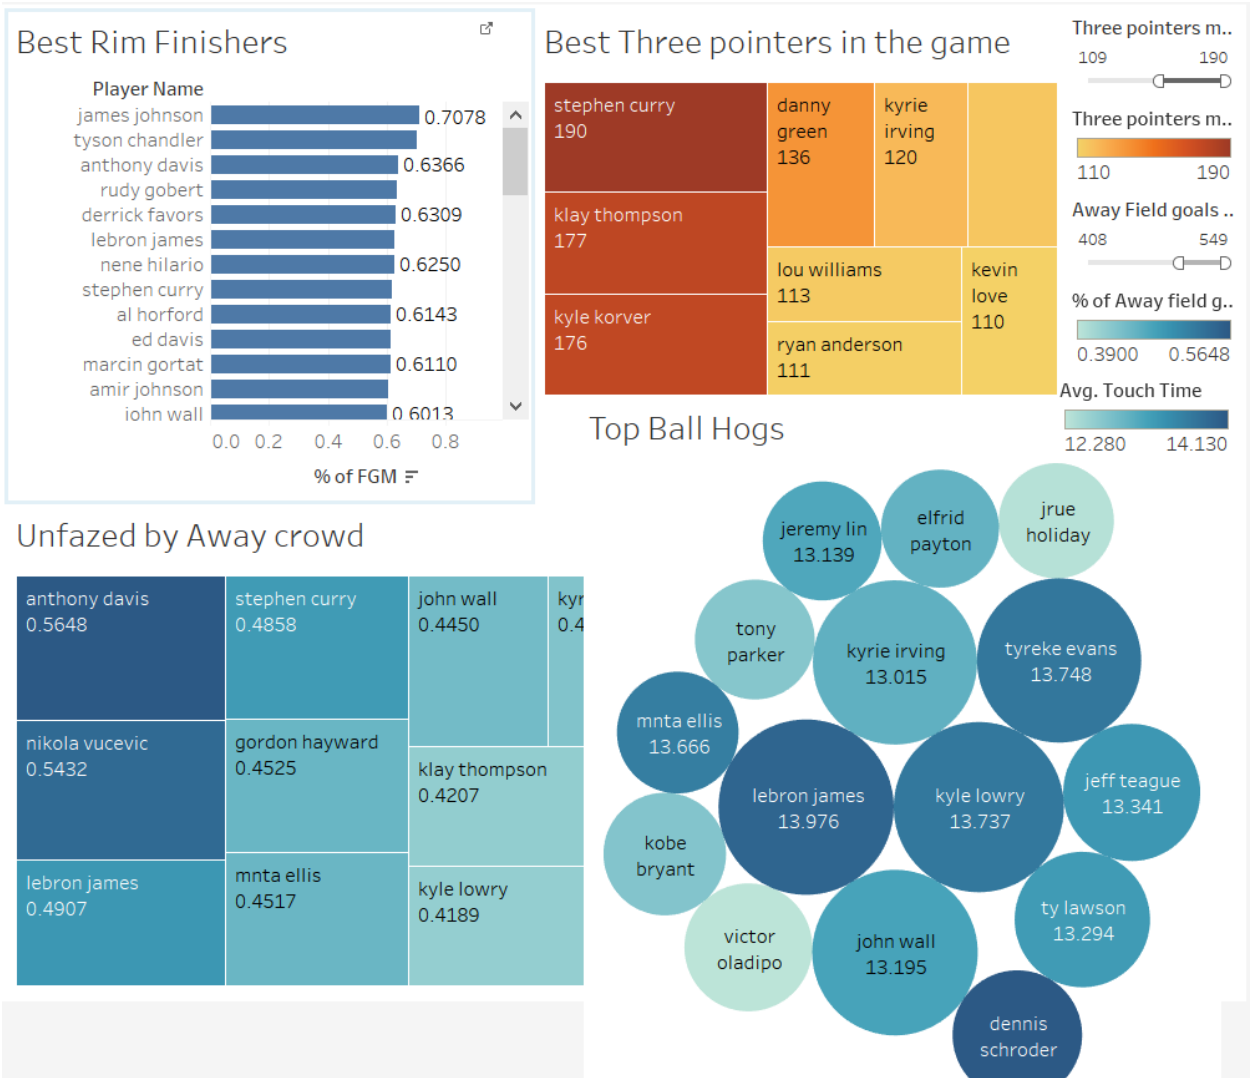 Best Rim Finishers
Player Name
james johnson
0.7078
tyson chandler
anthony davis
0.6366
rudy gobert
derrick favors
0.6309
lebron james
nene hilario
0.6250
stephen curry
al horford
0.6143
ed davis
marcin gortat
0.6110
amir johnson
john wall
0.6013
0.0 0.2 0.4 0.6 0.8
% of FGM
Best Three pointers in the game
stephen curry
190
klay thompson
177
kyle korver
176
danny
green
136
kyrie
irving
120
lou williams
113
ryan anderson
111
kevin
love
110
Three pointers m..
109 190
Three pointers m..
110 190
Away Field goals ..
408 549
% of Away field g..
0.3900 0.5648
Avg. Touch Time
12.280 14.130
Unfazed by Away crowd
anthony davis
0.5648
nikola vucevic
0.5432
lebron james
0.4907
stephen curry
0.4858
gordon hayward
0.4525
mnta ellis
0.4517
john wall
0.4450
kyr
0.4
klay thompson
0.4207
kyle lowry
0.4189
Top Ball Hogs
jeremy lin
13.139
elfrid
payton
jrue
holiday
tony
parker
kyrie irving
13.015
tyreke evans
13.748
mnta ellis
13.666
lebron james
13.976
kyle lowry
13.737
jeff teague
13.341
kobe
bryant
ty lawson
13.294
victor
oladipo
john wall
13.195
dennis
schroder